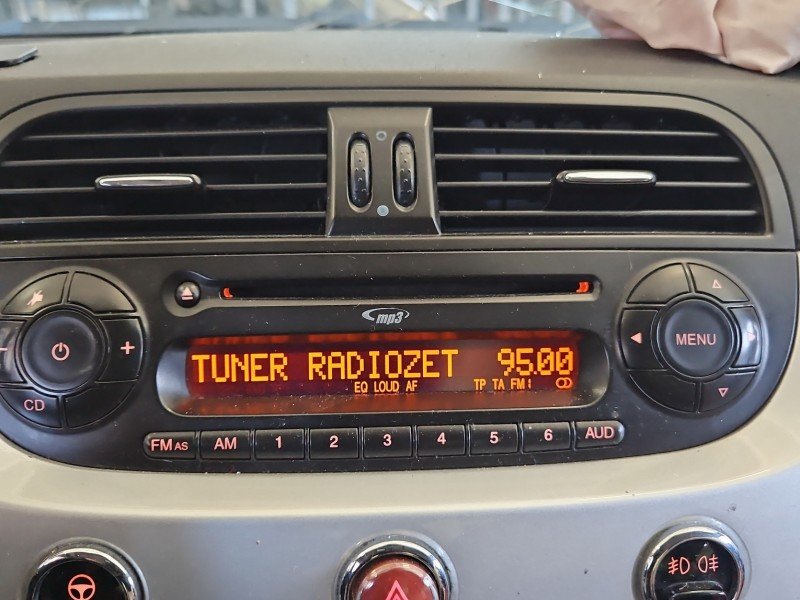 mp3
TUNER RADIOZET 95.00
EQ LOUD AF TP TA FM1
MENU
CD
FM AS AM 1 2 3 4 5 6 AUD